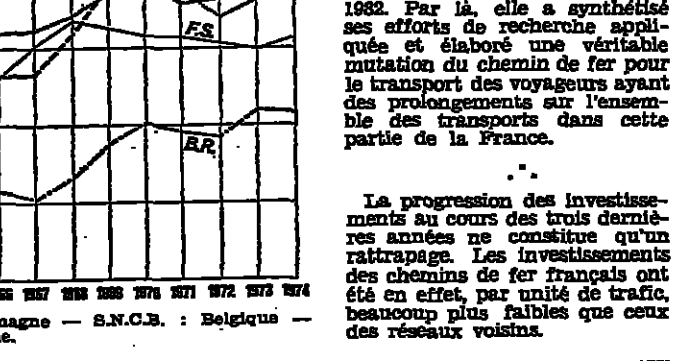 F.S.
B.R.
1967 1968 1969 1970 1971 1972 1973 1974
magne — S.N.C.B. : Belgique —
e.
1982. Par là, elle a synthétisé
ses efforts de recherche appli-
quée et élaboré une véritable
mutation du chemin de fer pour
le transport des voyageurs ayant
des prolongements sur l'ensem-
ble des transports dans cette
partie de la France.
La progression des investisse-
ments au cours des trois derniè-
res années ne constitue qu'un
rattrapage. Les investissements
des chemins de fer français ont
été en effet, par unité de trafic,
beaucoup plus faibles que ceux
des réseaux voisins.